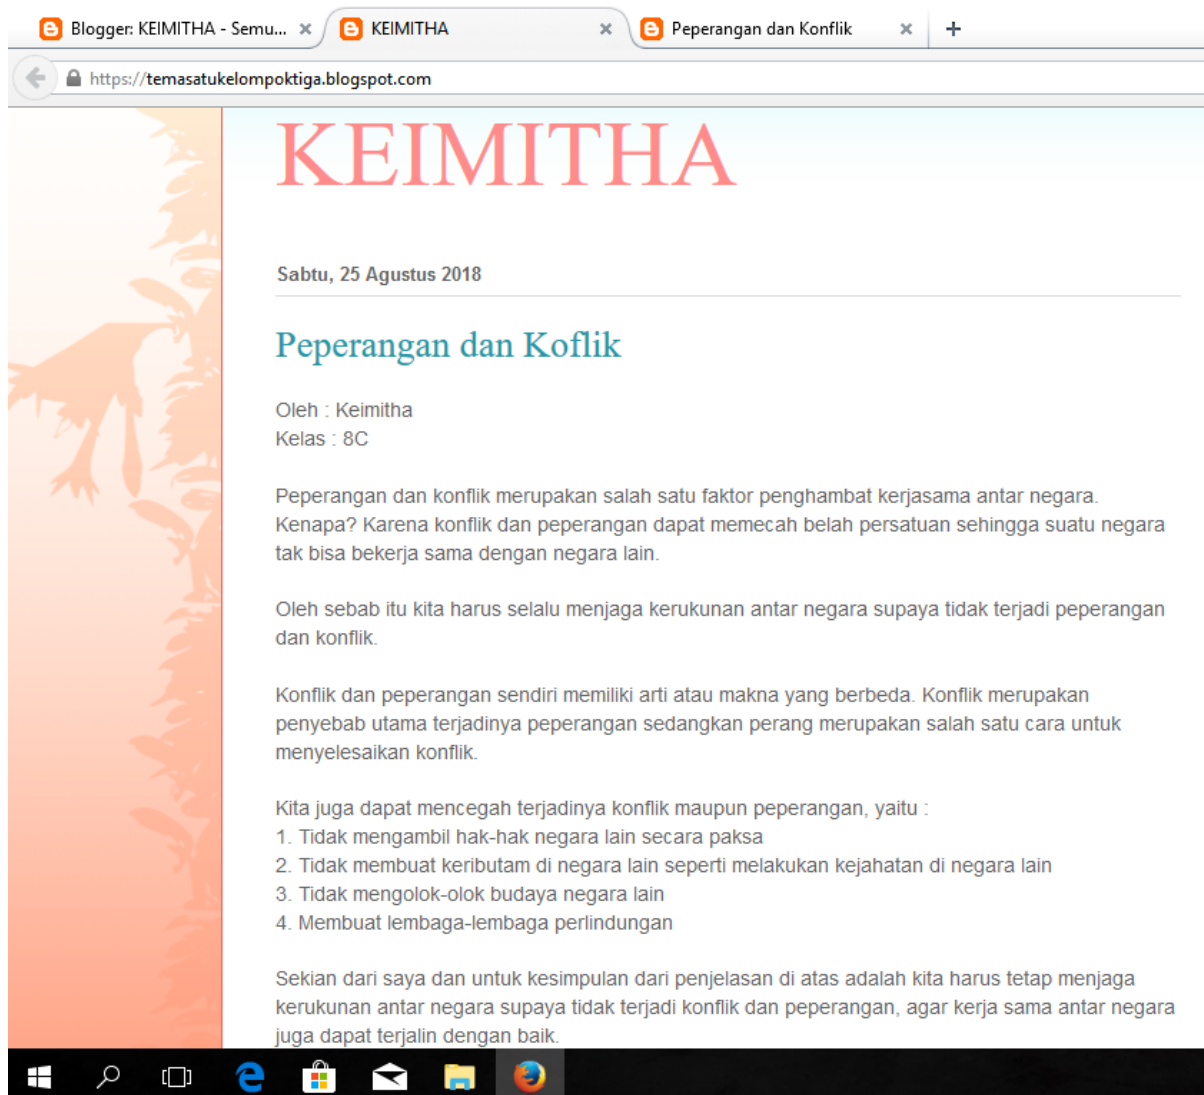 Blogger: KEIMITHA - Semu...
KEIMITHA
Peperangan dan Konflik
https://temasatukelompoktiga.blogspot.com
KEIMITHA
Sabtu, 25 Agustus 2018
Peperangan dan Koflik
Oleh : Keimitha
Kelas : 8C
Peperangan dan konflik merupakan salah satu faktor penghambat kerjasama antar negara.
Kenapa? Karena konflik dan peperangan dapat memecah belah persatuan sehingga suatu negara
tak bisa bekerja sama dengan negara lain.
Oleh sebab itu kita harus selalu menjaga kerukunan antar negara supaya tidak terjadi peperangan
dan konflik.
Konflik dan peperangan sendiri memiliki arti atau makna yang berbeda. Konflik merupakan
penyebab utama terjadinya peperangan sedangkan perang merupakan salah satu cara untuk
menyelesaikan konflik.
Kita juga dapat mencegah terjadinya konflik maupun peperangan, yaitu :
1. Tidak mengambil hak-hak negara lain secara paksa
2. Tidak membuat keributam di negara lain seperti melakukan kejahatan di negara lain
3. Tidak mengolok-olok budaya negara lain
4. Membuat lembaga-lembaga perlindungan
Sekian dari saya dan untuk kesimpulan dari penjelasan di atas adalah kita harus tetap menjaga
kerukunan antar negara supaya tidak terjadi konflik dan peperangan, agar kerja sama antar negara
juga dapat terjalin dengan baik.